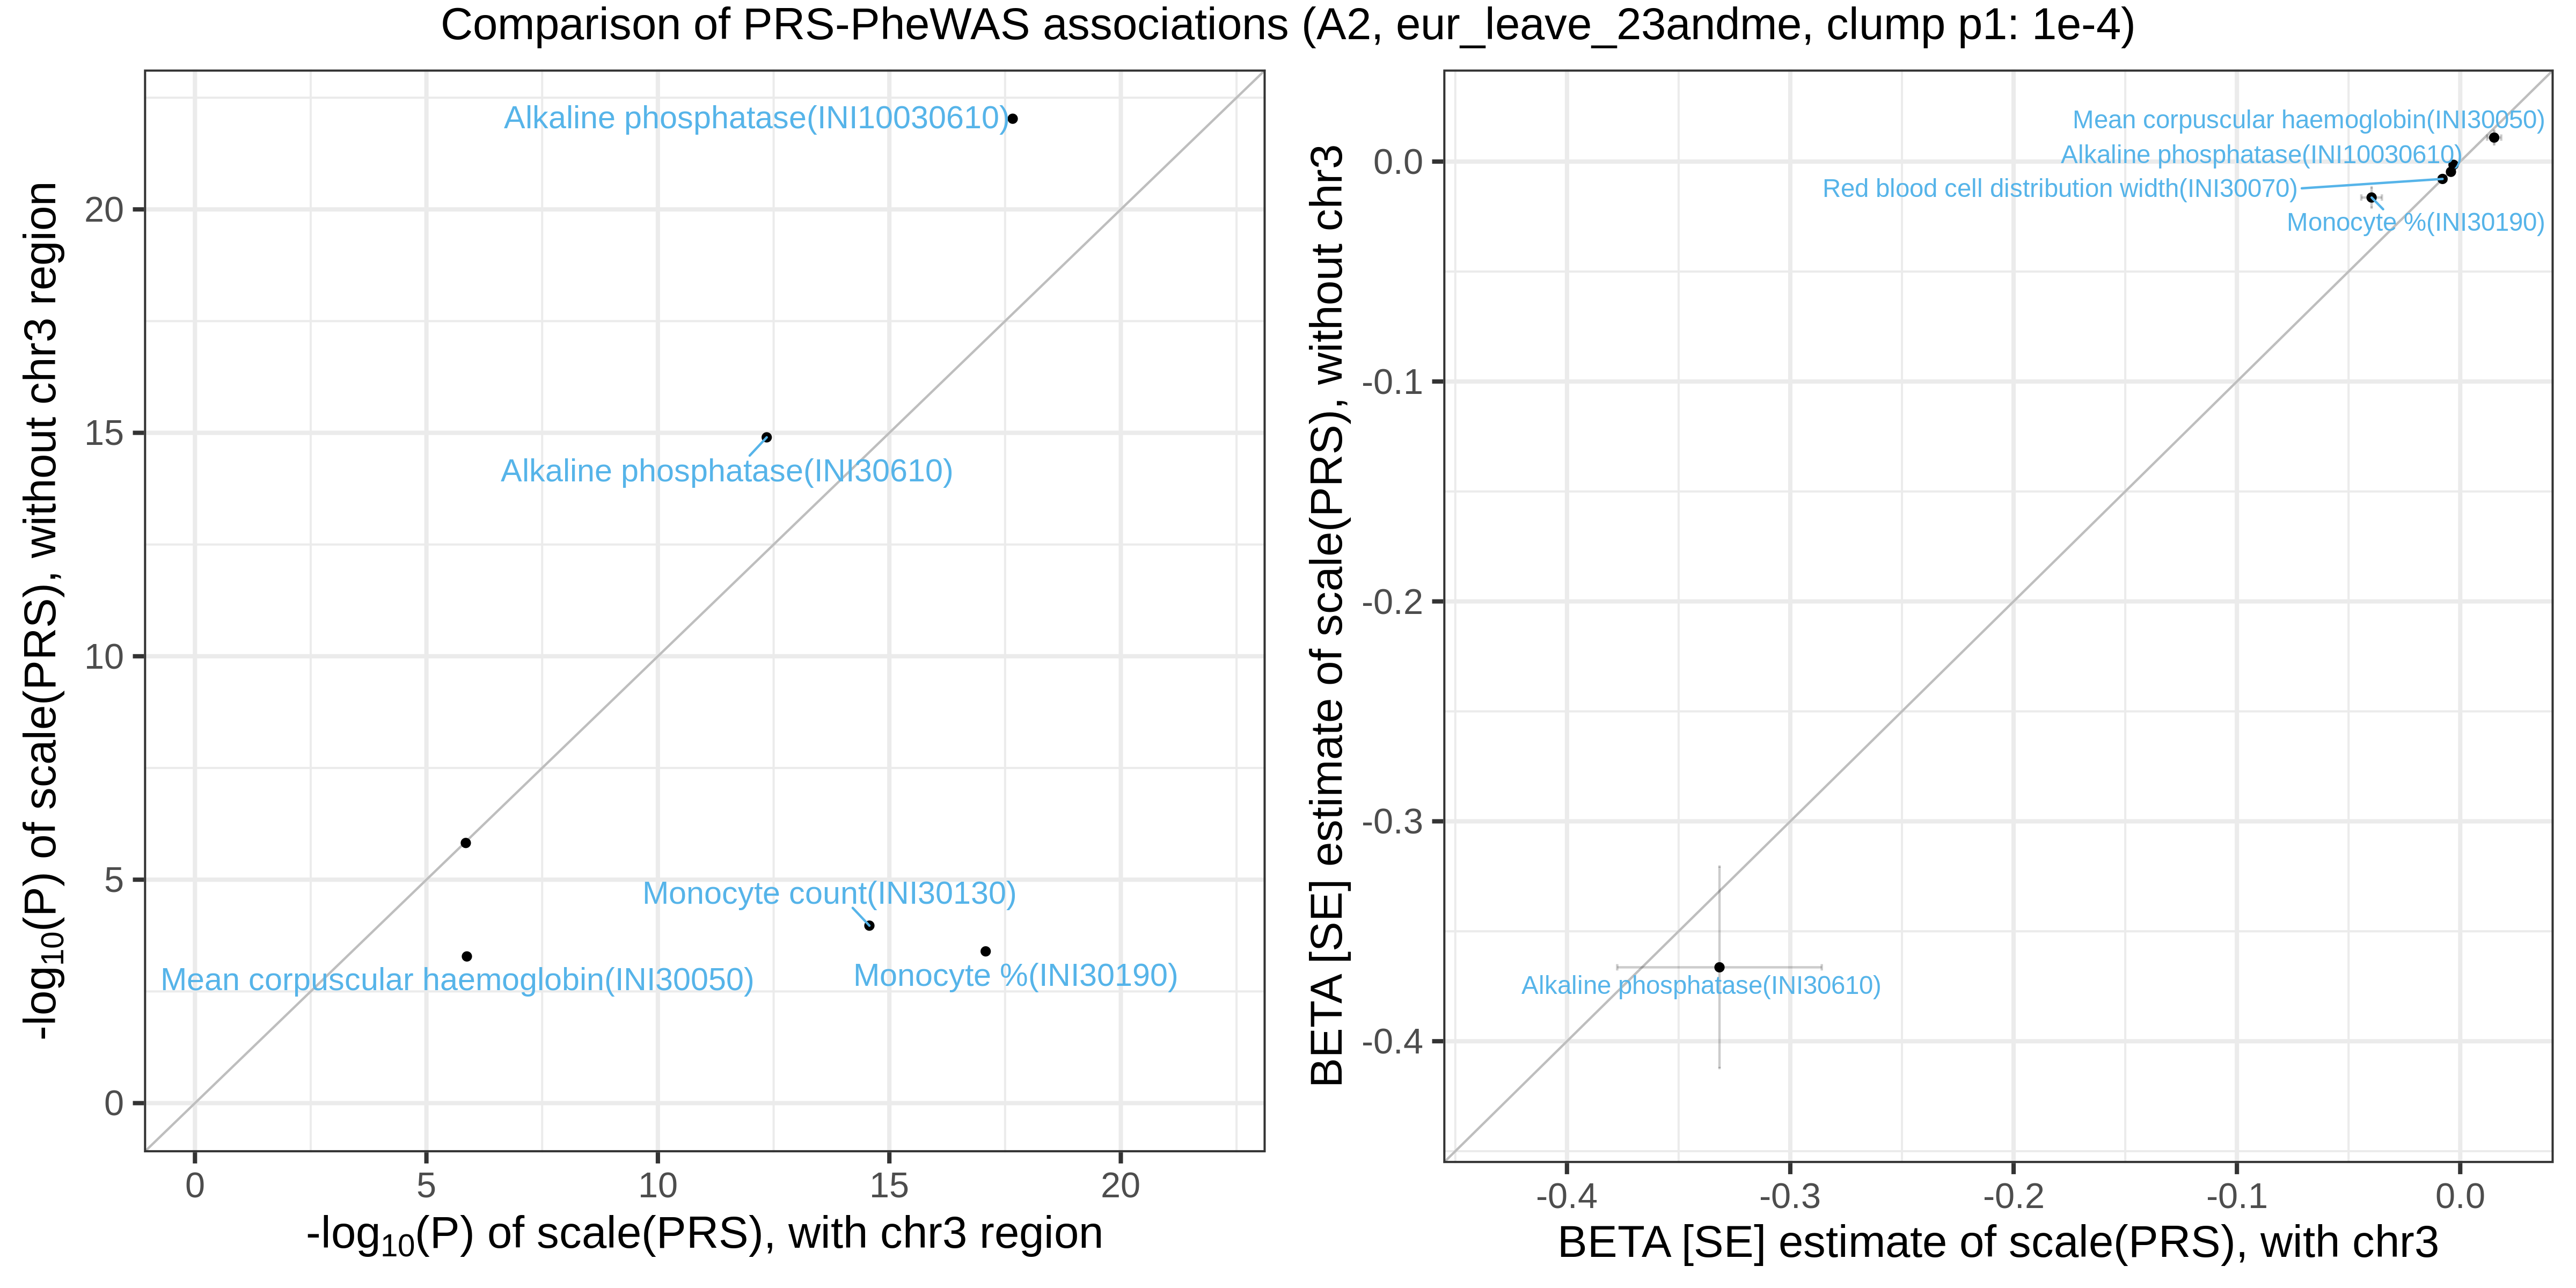 Comparison of PRS-PheWAS associations (A2, eur_leave_23andme, clump p1: 1e-4)
-log10(P) of scale(PRS), without chr3 region
20
15
10
5
0
Alkaline phosphatase(INI10030610)
Alkaline phosphatase(INI30610)
Monocyte count(INI30130)
Monocyte %(INI30190)
Mean corpuscular haemoglobin(INI30050)
0 5 10 15 20
-log10(P) of scale(PRS), with chr3 region
BETA [SE] estimate of scale(PRS), without chr3
0.0
-0.1
-0.2
-0.3
-0.4
Mean corpuscular haemoglobin(INI30050)
Alkaline phosphatase(INI10030610)
Red blood cell distribution width(INI30070)
Monocyte %(INI30190)
Alkaline phosphatase(INI30610)
-0.4 -0.3 -0.2 -0.1 0.0
BETA [SE] estimate of scale(PRS), with chr3